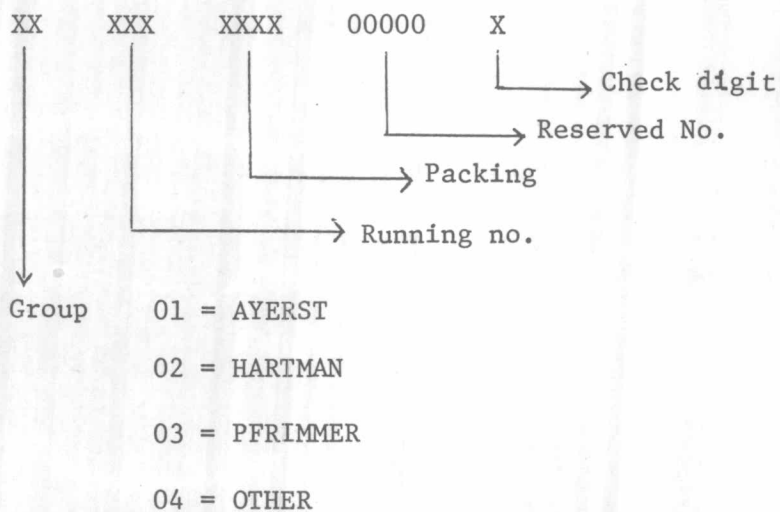 XX XXX XXXX 00000 X
Check digit
Reserved No.
Packing
Running no.
Group 01 = AYERST
02 = HARTMAN
03 = PFRIMMER
04 = OTHER